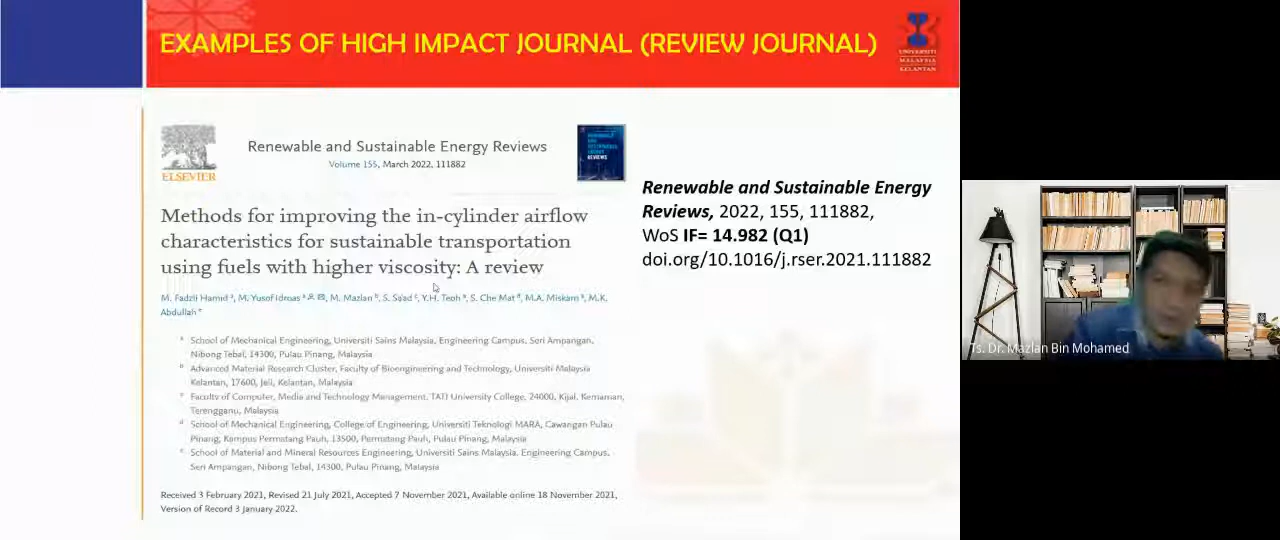 EXAMPLES OF HIGH IMPACT JOURNAL (REVIEW JOURNAL)
UNIVERSITI
MALAYSIA
KELANTAN
ELSEVIER
Renewable and Sustainable Energy Reviews
Volume 155, March 2022, 111882
RENEWABLE
AND
SUSTAINABLE
ENERGY
REVIEWS
Methods for improving the in-cylinder airflow
characteristics for sustainable transportation
using fuels with higher viscosity: A review
M. Fadzli Hamid a, M. Yusof Idroas a, M. Mazlan b, S. Sa'ad c, Y.H. Teoh a, S. Che Mat d, M.A. Miskam a, M.K.
Abdullah e
a School of Mechanical Engineering, Universiti Sains Malaysia, Engineering Campus, Seri Ampangan,
Nibong Tebal, 14300, Pulau Pinang, Malaysia
b Advanced Material Research Cluster, Faculty of Bioengineering and Technology, Universiti Malaysia
Kelantan, 17600, Jeli, Kelantan, Malaysia
c Faculty of Computer, Media and Technology Management, TATI University College, 24000, Kijal, Kemaman,
Terengganu, Malaysia
d School of Mechanical Engineering, College of Engineering, Universiti Teknologi MARA, Cawangan Pulau
Pinang, Kampus Permatang Pauh, 13500, Permatang Pauh, Pulau Pinang, Malaysia
e School of Material and Mineral Resources Engineering, Universiti Sains Malaysia, Engineering Campus,
Seri Ampangan, Nibong Tebal, 14300, Pulau Pinang, Malaysia
Received 3 February 2021, Revised 21 July 2021, Accepted 7 November 2021, Available online 18 November 2021,
Version of Record 3 January 2022.
Renewable and Sustainable Energy
Reviews, 2022, 155, 111882,
WoS IF= 14.982 (Q1)
doi.org/10.1016/j.rser.2021.111882
Ts. Dr. Mazlan Bin Mohamed